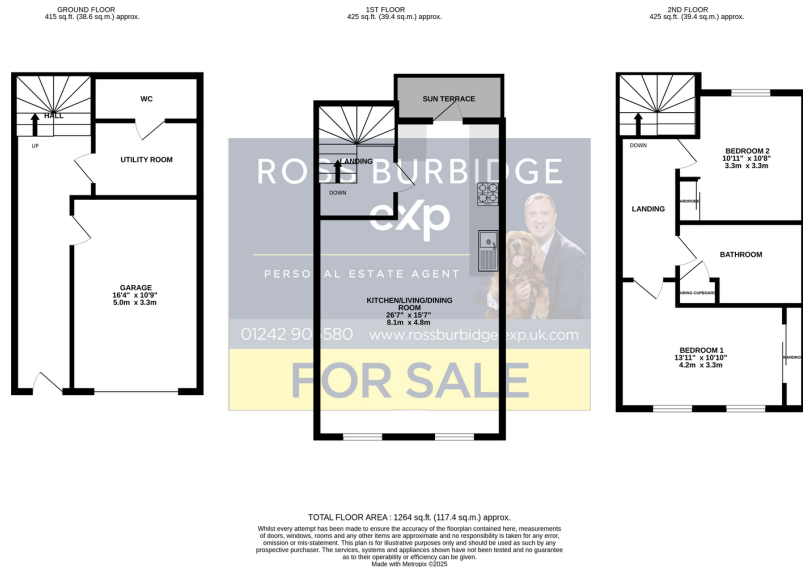 GROUND FLOOR
415 sq.ft. (38.6 sq.m.) approx.
1ST FLOOR
425 sq.ft. (39.4 sq.m.) approx.
2ND FLOOR
425 sq.ft. (39.4 sq.m.) approx.
WC
HALL
UP
UTILITY ROOM
GARAGE
16'4" x 10'9"
5.0m x 3.3m
SUN TERRACE
LANDING
DOWN
KITCHEN/LIVING/DINING
ROOM
26'7" x 15'7"
8.1m x 4.8m
DOWN
BEDROOM 2
10'11" x 10'8"
3.3m x 3.3m
LANDING
BATHROOM
BEDROOM 1
13'11" x 10'10"
4.2m x 3.3m
ROSS BURBIDGE
exp
PERSONAL ESTATE AGENT
01242 90 580 www.rossburbidge.exp.uk.com
FOR SALE
TOTAL FLOOR AREA : 1264 sq.ft. (117.4 sq.m.) approx.
Whilst every attempt has been made to ensure the accuracy of the floorplan contained here, measurements
of doors, windows, rooms and any other items are approximate and no responsibility is taken for any error,
omission or mis-statement. This plan is for illustrative purposes only and should be used as such by any
prospective purchaser. The services, systems and appliances shown have not been tested and no guarantee
as to their operability or efficiency can be given.
Made with Metropix ©2025